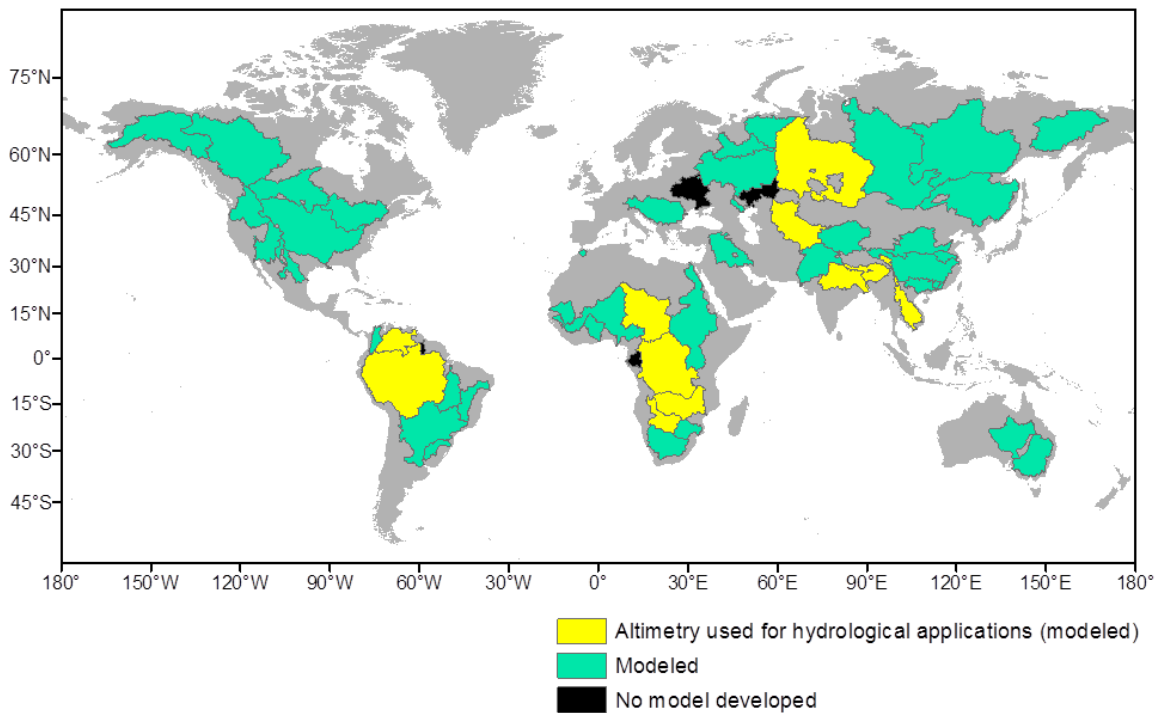 75°N
60°N
45°N
30°N
15°N
0°
15°S
30°S
45°S
180° 150°W 120°W 90°W 60°W 30°W 0° 30°E 60°E 90°E 120°E 150°E 180°
Altimetry used for hydrological applications (modeled)
Modeled
No model developed